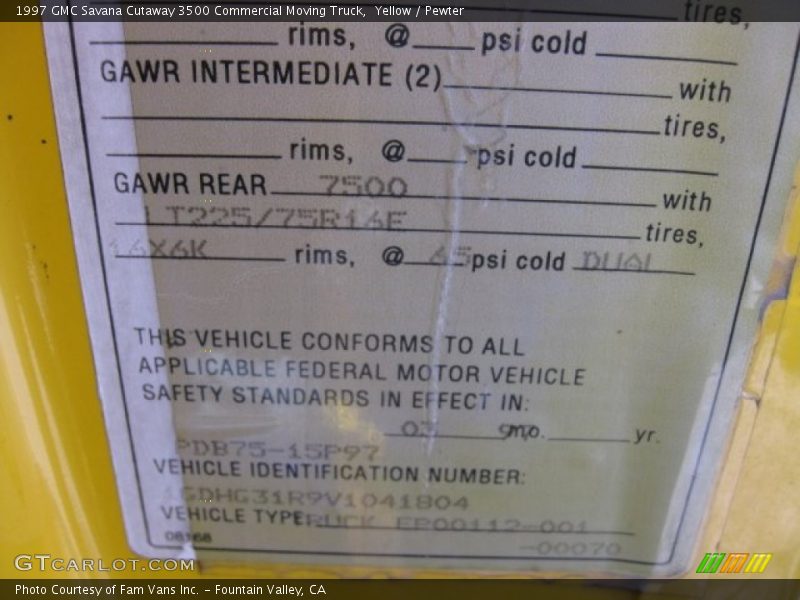 1997 GMC Savana Cutaway 3500 Commercial Moving Truck, Yellow / Pewter
tires,
rims, @ psi cold
GAWR INTERMEDIATE (2) with
tires,
rims, @ psi cold
GAWR REAR 7500 with
LT225/75R16E tires,
16X6K rims, @ 65 psi cold DUAL
THIS VEHICLE CONFORMS TO ALL
APPLICABLE FEDERAL MOTOR VEHICLE
SAFETY STANDARDS IN EFFECT IN:
03 mo. yr.
PDB75-15P97
VEHICLE IDENTIFICATION NUMBER:
1GDHG31R9V1041804
VEHICLE TYPE TRUCK EP00112-001
08168 -00070
GTCARLOT.COM
Photo Courtesy of Fam Vans Inc. - Fountain Valley, CA